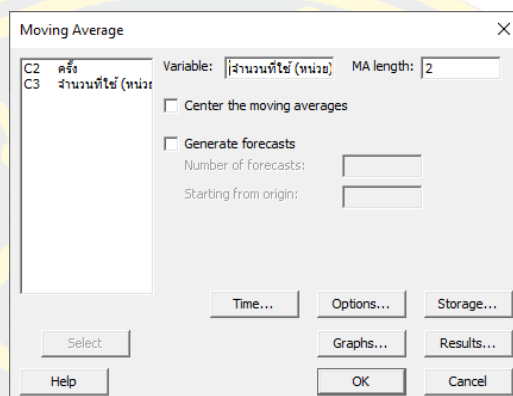 Moving Average
C2 ครั้ง
C3 จำนวนที่ใช้ (หน่วย
Variable: จำนวนที่ใช้ (หน่วย) MA length: 2
Center the moving averages
Generate forecasts
Number of forecasts:
Starting from origin:
Time... Options... Storage...
Select Graphs... Results...
Help OK Cancel